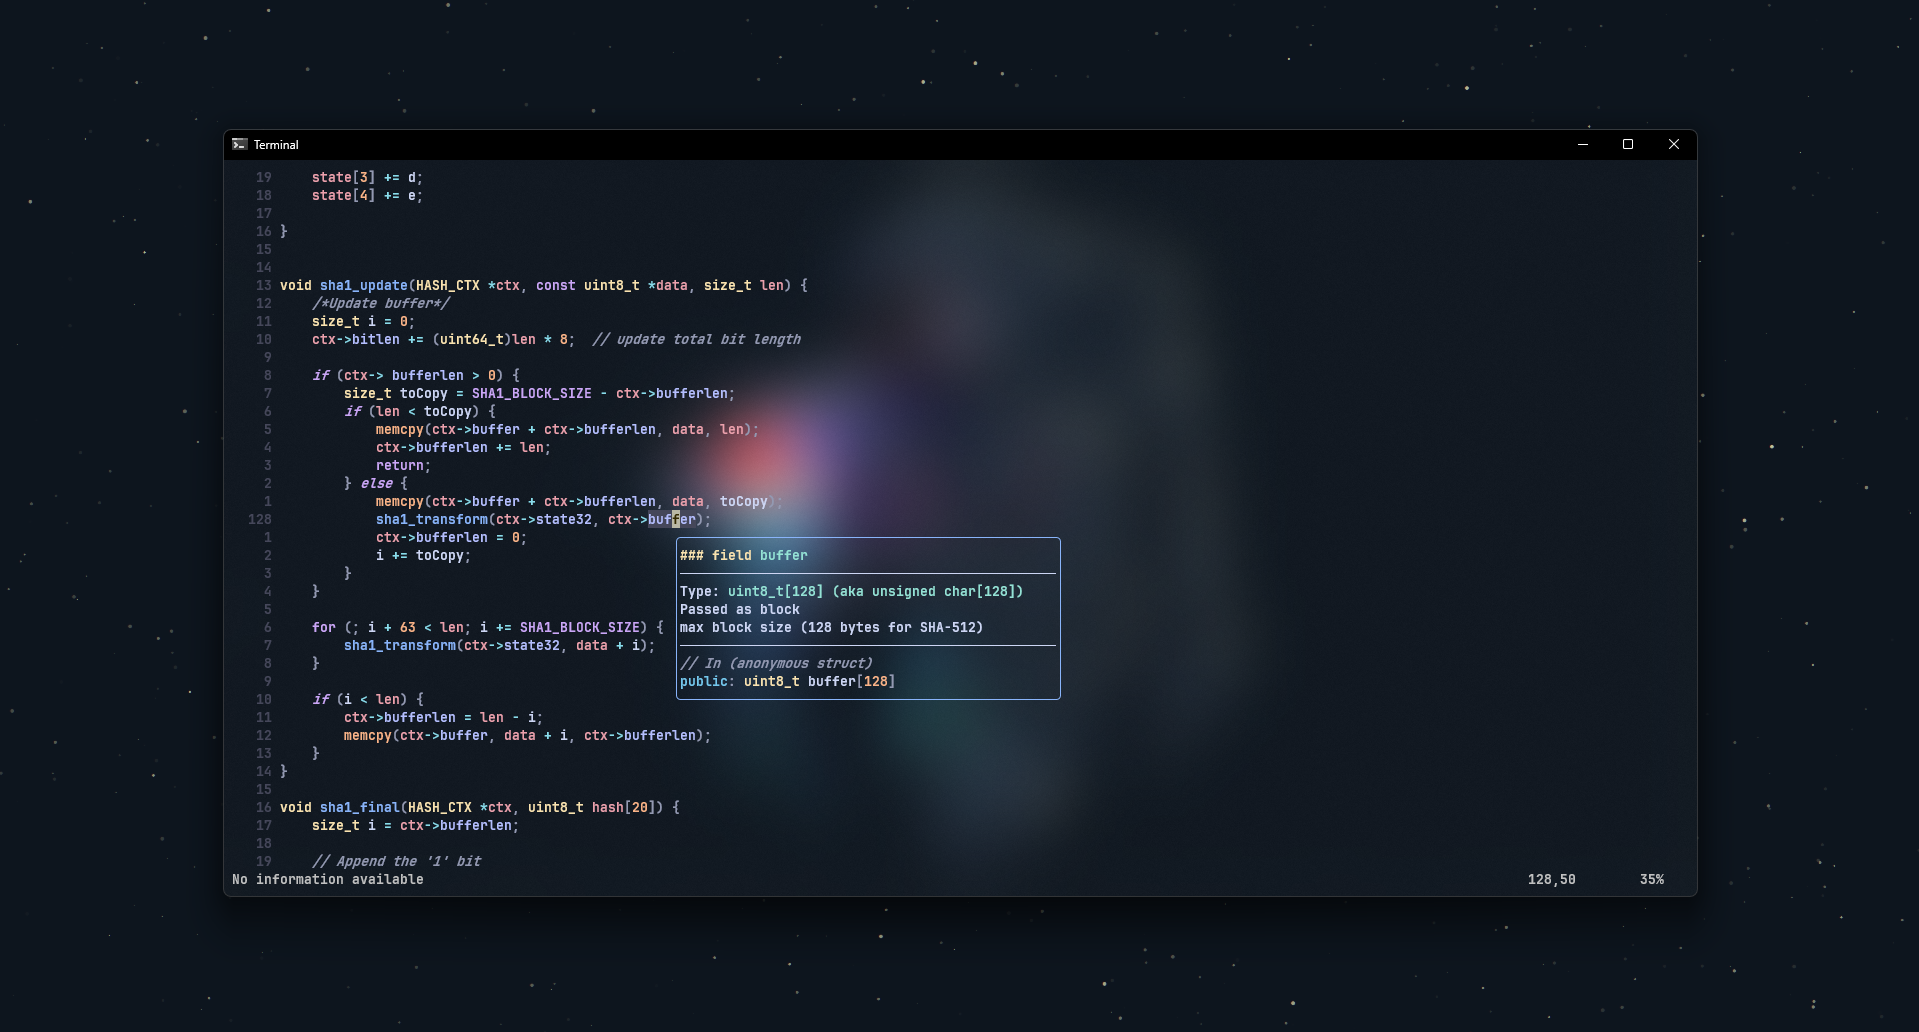 Terminal
19 state[3] += d;
18 state[4] += e;
17
16 }
15
14
13 void sha1_update(HASH_CTX *ctx, const uint8_t *data, size_t len) {
12 /*Update buffer*/
11 size_t i = 0;
10 ctx->bitlen += (uint64_t)len * 8; // update total bit length
9
8 if (ctx-> bufferlen > 0) {
7 size_t toCopy = SHA1_BLOCK_SIZE - ctx->bufferlen;
6 if (len < toCopy) {
5 memcpy(ctx->buffer + ctx->bufferlen, data, len);
4 ctx->bufferlen += len;
3 return;
2 } else {
1 memcpy(ctx->buffer + ctx->bufferlen, data, toCopy);
128 sha1_transform(ctx->state32, ctx->buffer);
1 ctx->bufferlen = 0;
2 i += toCopy;
3 }
4 }
5
6 for (; i + 63 < len; i += SHA1_BLOCK_SIZE) {
7 sha1_transform(ctx->state32, data + i);
8 }
9
10 if (i < len) {
11 ctx->bufferlen = len - i;
12 memcpy(ctx->buffer, data + i, ctx->bufferlen);
13 }
14 }
15
16 void sha1_final(HASH_CTX *ctx, uint8_t hash[20]) {
17 size_t i = ctx->bufferlen;
18
19 // Append the '1' bit
### field buffer
Type: uint8_t[128] (aka unsigned char[128])
Passed as block
max block size (128 bytes for SHA-512)
// In (anonymous struct)
public: uint8_t buffer[128]
No information available 128,50 35%